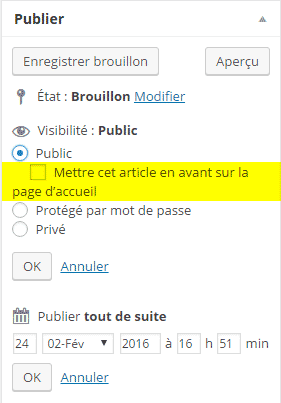 Publier
Enregistrer brouillon Aperçu
État : Brouillon Modifier
Visibilité : Public
Public
Mettre cet article en avant sur la
page d'accueil
Protégé par mot de passe
Privé
OK Annuler
Publier tout de suite
24 02-Fév 2016 à 16 h 51 min
OK Annuler